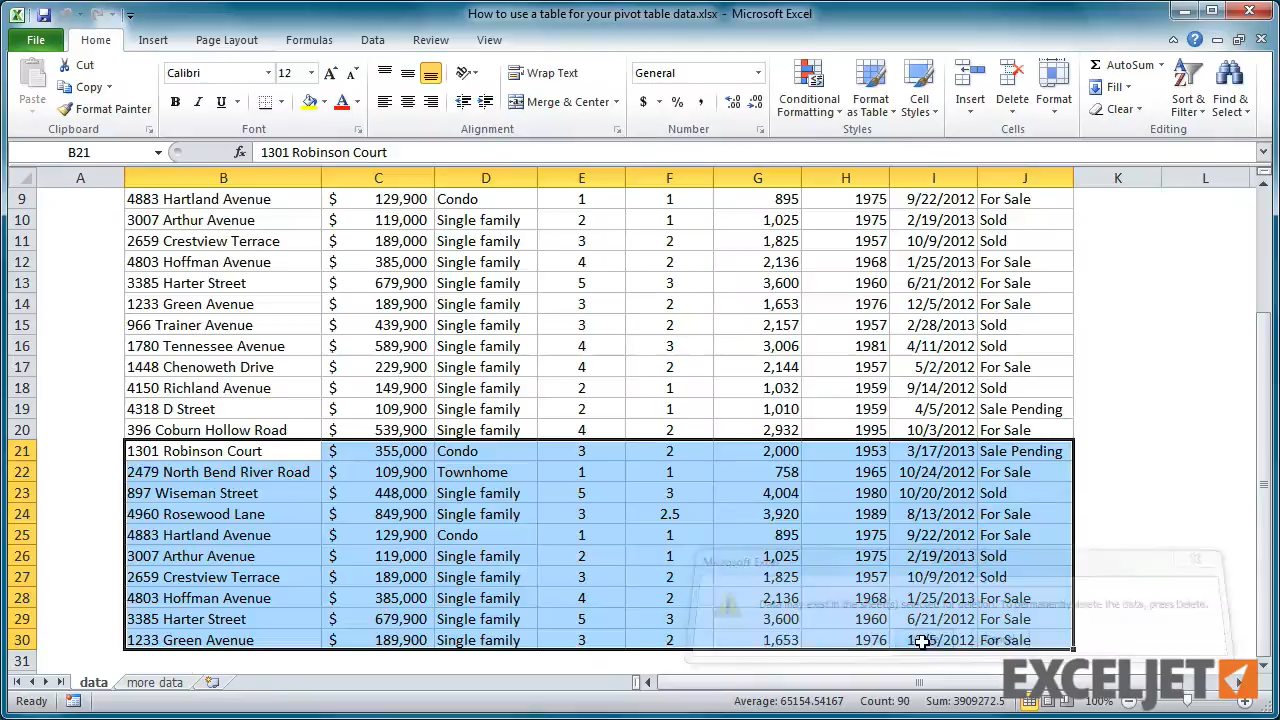 How to use a table for your pivot table data.xlsx - Microsoft Excel
File Home Insert Page Layout Formulas Data Review View
Paste Cut Copy Format Painter Clipboard
Calibri 12 A A B I U A Font
Wrap Text Merge & Center Alignment
General $ % , .0 .00 .00 .0 Number
Conditional Formatting Format as Table Cell Styles Styles
Insert Delete Format Cells
Σ AutoSum Fill Clear Sort & Filter Find & Select Editing
B21 fx 1301 Robinson Court
A B C D E F G H I J K L
9 4883 Hartland Avenue $ 129,900 Condo 1 1 895 1975 9/22/2012 For Sale
10 3007 Arthur Avenue $ 119,000 Single family 2 1 1,025 1975 2/19/2013 Sold
11 2659 Crestview Terrace $ 189,000 Single family 3 2 1,825 1957 10/9/2012 Sold
12 4803 Hoffman Avenue $ 385,000 Single family 4 2 2,136 1968 1/25/2013 For Sale
13 3385 Harter Street $ 679,900 Single family 5 3 3,600 1960 6/21/2012 For Sale
14 1233 Green Avenue $ 189,900 Single family 3 2 1,653 1976 12/5/2012 For Sale
15 966 Trainer Avenue $ 439,900 Single family 3 2 2,157 1957 2/28/2013 Sold
16 1780 Tennessee Avenue $ 589,900 Single family 4 3 3,006 1981 4/11/2012 Sold
17 1448 Chenoweth Drive $ 229,900 Single family 4 2 2,144 1957 5/2/2012 For Sale
18 4150 Richland Avenue $ 149,900 Single family 2 1 1,032 1959 9/14/2012 Sold
19 4318 D Street $ 109,900 Single family 2 1 1,010 1959 4/5/2012 Sale Pending
20 396 Coburn Hollow Road $ 539,900 Single family 4 2 2,932 1995 10/3/2012 For Sale
21 1301 Robinson Court $ 355,000 Condo 3 2 2,000 1953 3/17/2013 Sale Pending
22 2479 North Bend River Road $ 109,900 Townhome 1 1 758 1965 10/24/2012 For Sale
23 897 Wiseman Street $ 448,000 Single family 5 3 4,004 1980 10/20/2012 Sold
24 4960 Rosewood Lane $ 849,900 Single family 3 2.5 3,920 1989 8/13/2012 For Sale
25 4883 Hartland Avenue $ 129,900 Condo 1 1 895 1975 9/22/2012 For Sale
26 3007 Arthur Avenue $ 119,000 Single family 2 1 1,025 1975 2/19/2013 Sold
Microsoft Excel
27 2659 Crestview Terrace $ 189,000 Single family 3 2 1,825 1957 10/9/2012 Sold
28 4803 Hoffman Avenue $ 385,000 Single family 4 2 2,136 1968 1/25/2013 For Sale
Data may exist in the sheet(s) selected for deletion. To permanently delete the data, press Delete.
29 3385 Harter Street $ 679,900 Single family 5 3 3,600 1960 6/21/2012 For Sale
30 1233 Green Avenue $ 189,900 Single family 3 2 1,653 1976 /2012 For Sale
31
data more data
EXCELJET
Ready Average: 65154.54167 Count: 90 Sum: 3909272.5 100%